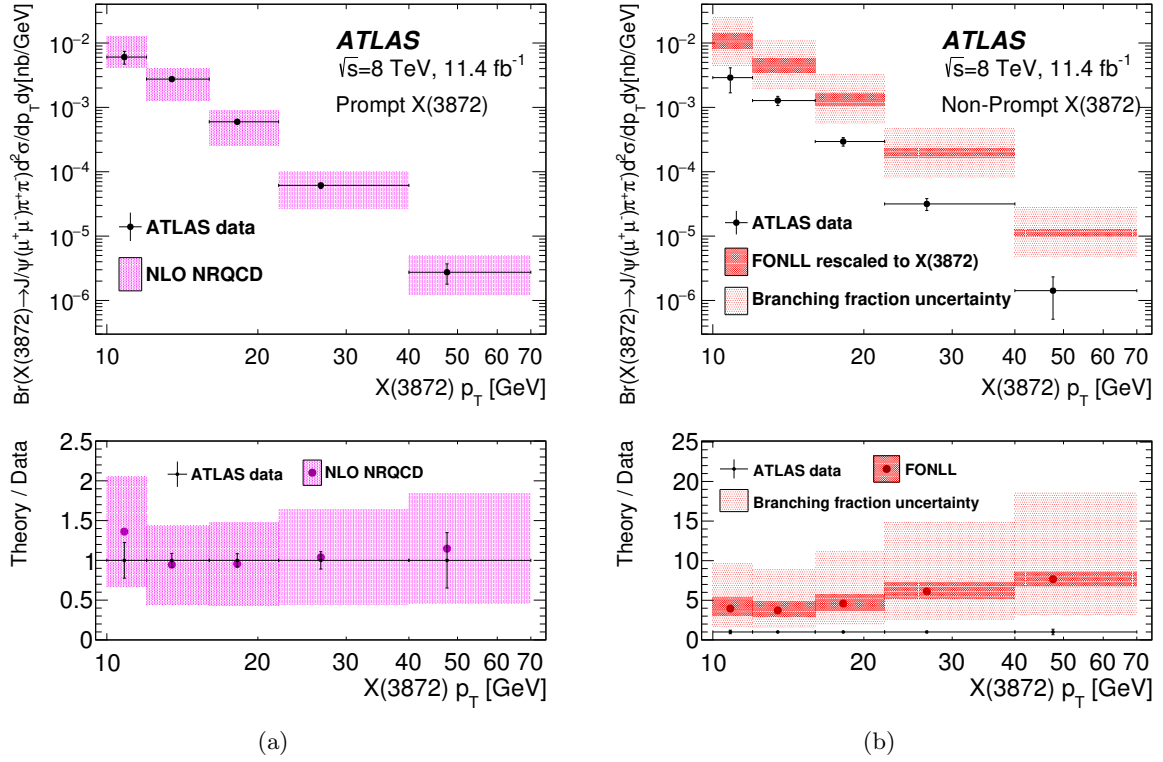 Br(X(3872)→J/ψ(μ⁺μ⁻)π⁺π⁻)d²σ/dp_Tdy[nb/GeV]
10⁻²
10⁻³
10⁻⁴
10⁻⁵
10⁻⁶
ATLAS
√s=8 TeV, 11.4 fb⁻¹
Prompt X(3872)
ATLAS data
NLO NRQCD
10 20 30 40 50 60 70
X(3872) p_T [GeV]
Theory / Data
2.5
2
1.5
1
0.5
0
ATLAS data NLO NRQCD
10 20 30 40 50 60 70
X(3872) p_T [GeV]
(a)
Br(X(3872)→J/ψ(μ⁺μ⁻)π⁺π⁻)d²σ/dp_Tdy[nb/GeV]
10⁻²
10⁻³
10⁻⁴
10⁻⁵
10⁻⁶
ATLAS
√s=8 TeV, 11.4 fb⁻¹
Non-Prompt X(3872)
ATLAS data
FONLL rescaled to X(3872)
Branching fraction uncertainty
10 20 30 40 50 60 70
X(3872) p_T [GeV]
Theory / Data
25
20
15
10
5
0
ATLAS data FONLL
Branching fraction uncertainty
10 20 30 40 50 60 70
X(3872) p_T [GeV]
(b)